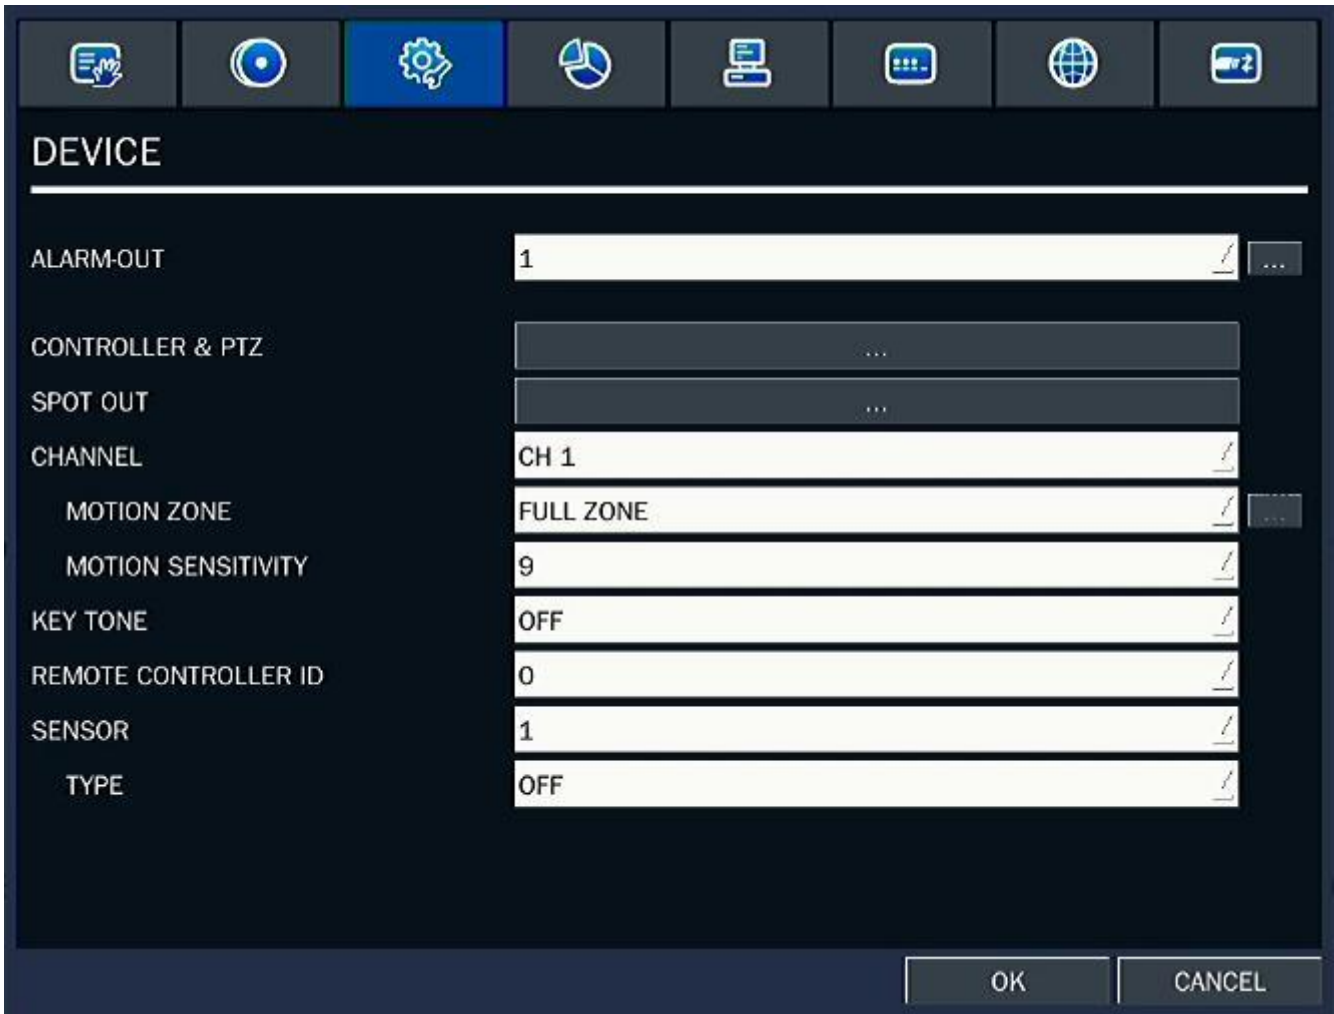 DEVICE
ALARM-OUT 1 ...
CONTROLLER & PTZ ...
SPOT OUT ...
CHANNEL CH 1
MOTION ZONE FULL ZONE ...
MOTION SENSITIVITY 9
KEY TONE OFF
REMOTE CONTROLLER ID 0
SENSOR 1
TYPE OFF
OK CANCEL